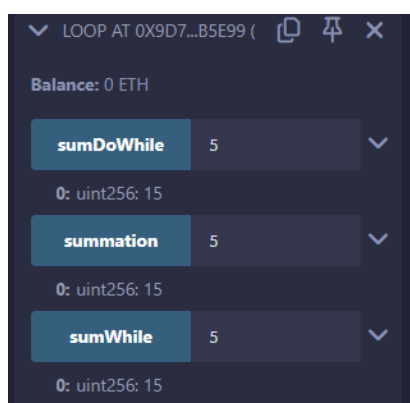 LOOP AT 0X9D7...B5E99 (
Balance: 0 ETH
sumDoWhile 5
0: uint256: 15
summation 5
0: uint256: 15
sumWhile 5
0: uint256: 15